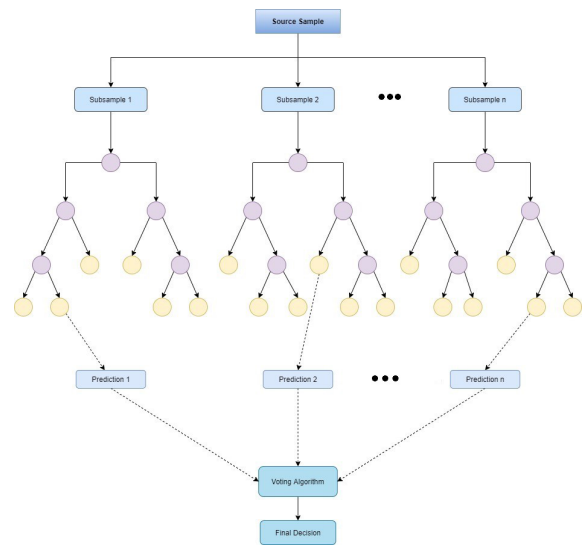 Source Sample
Subsample 1
Subsample 2
Subsample n
Prediction 1
Prediction 2
Prediction n
Voting Algorithm
Final Decision